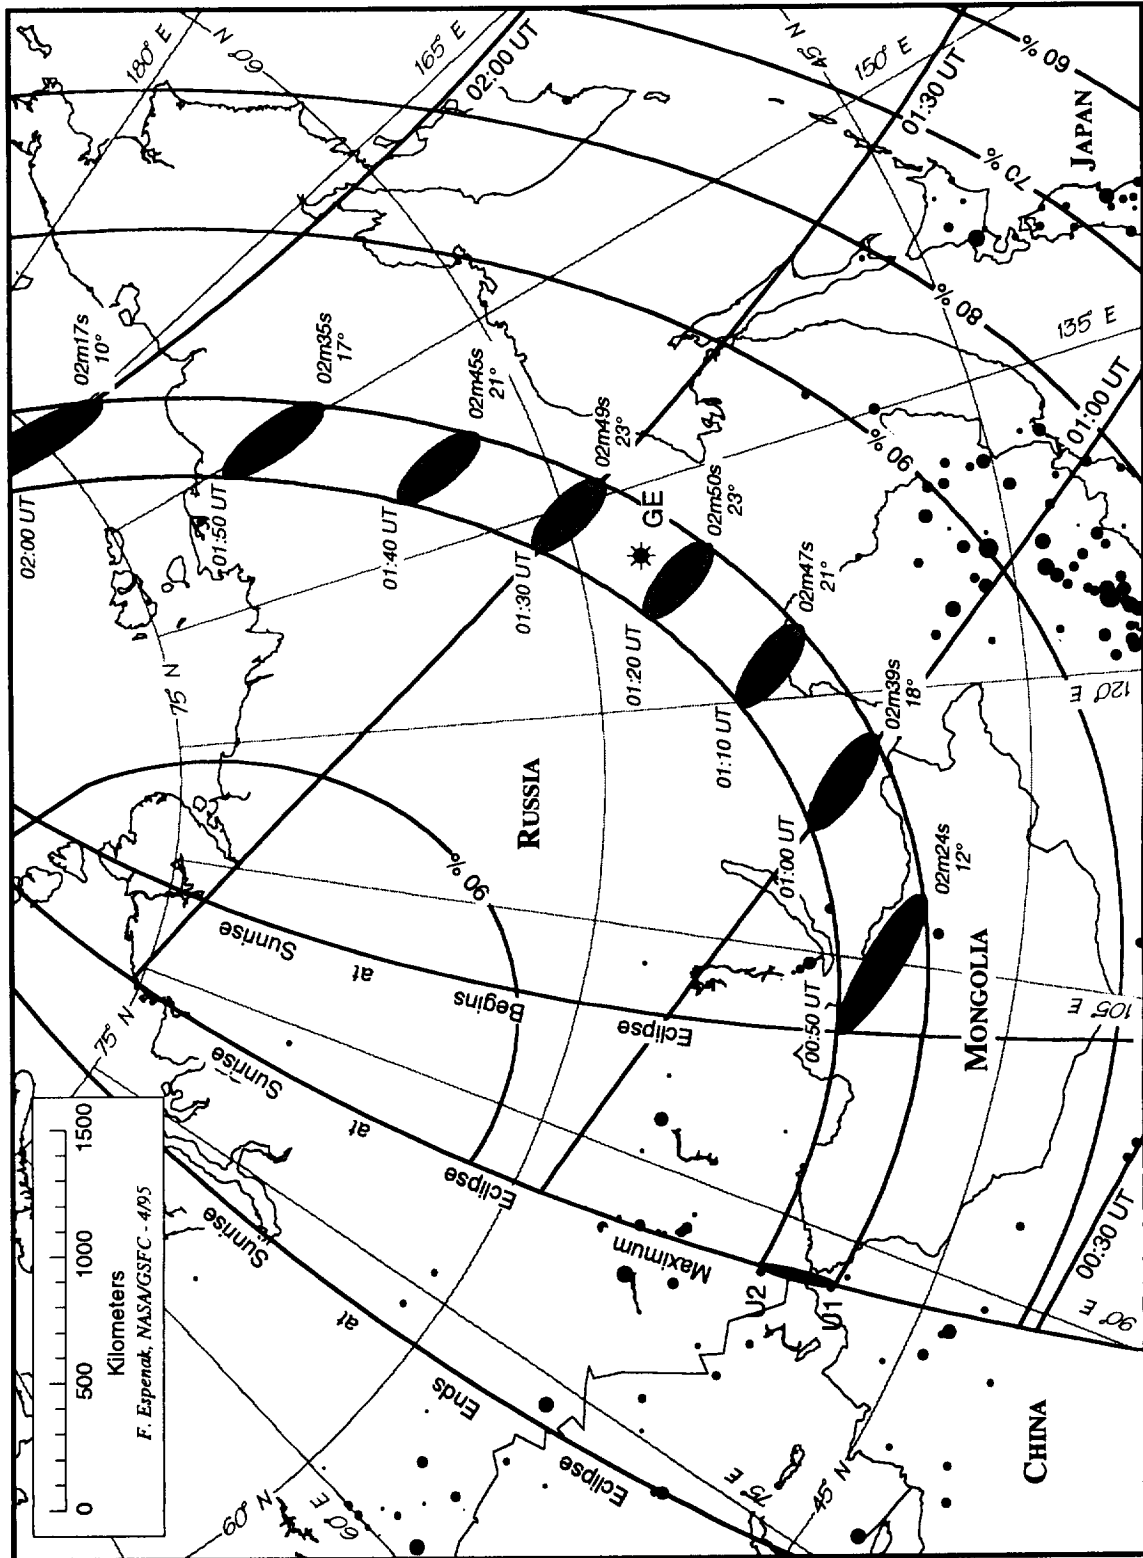 180° E
60° N
165° E
02:00 UT
45° N
150° E
60 %
01:30 UT
70 %
JAPAN
80 %
135° E
01:00 UT
90 %
02m17s
10°
02m35s
17°
02m45s
21°
02m49s
23°
02m50s
23°
02m47s
21°
02m39s
18°
02m24s
12°
02:00 UT
01:50 UT
01:40 UT
01:30 UT
01:20 UT
01:10 UT
01:00 UT
00:50 UT
GE
75 N
120° E
RUSSIA
90 %
Eclipse Begins at Sunrise
MONGOLIA
105° E
75° N
Maximum Eclipse at Sunrise
U2
U1
00:30 UT
90° E
Eclipse Ends at Sunrise
CHINA
75° E
45° N
60° N
60° E
0 500 1000 1500
Kilometers
F. Espenak, NASA/GSFC - 4/95